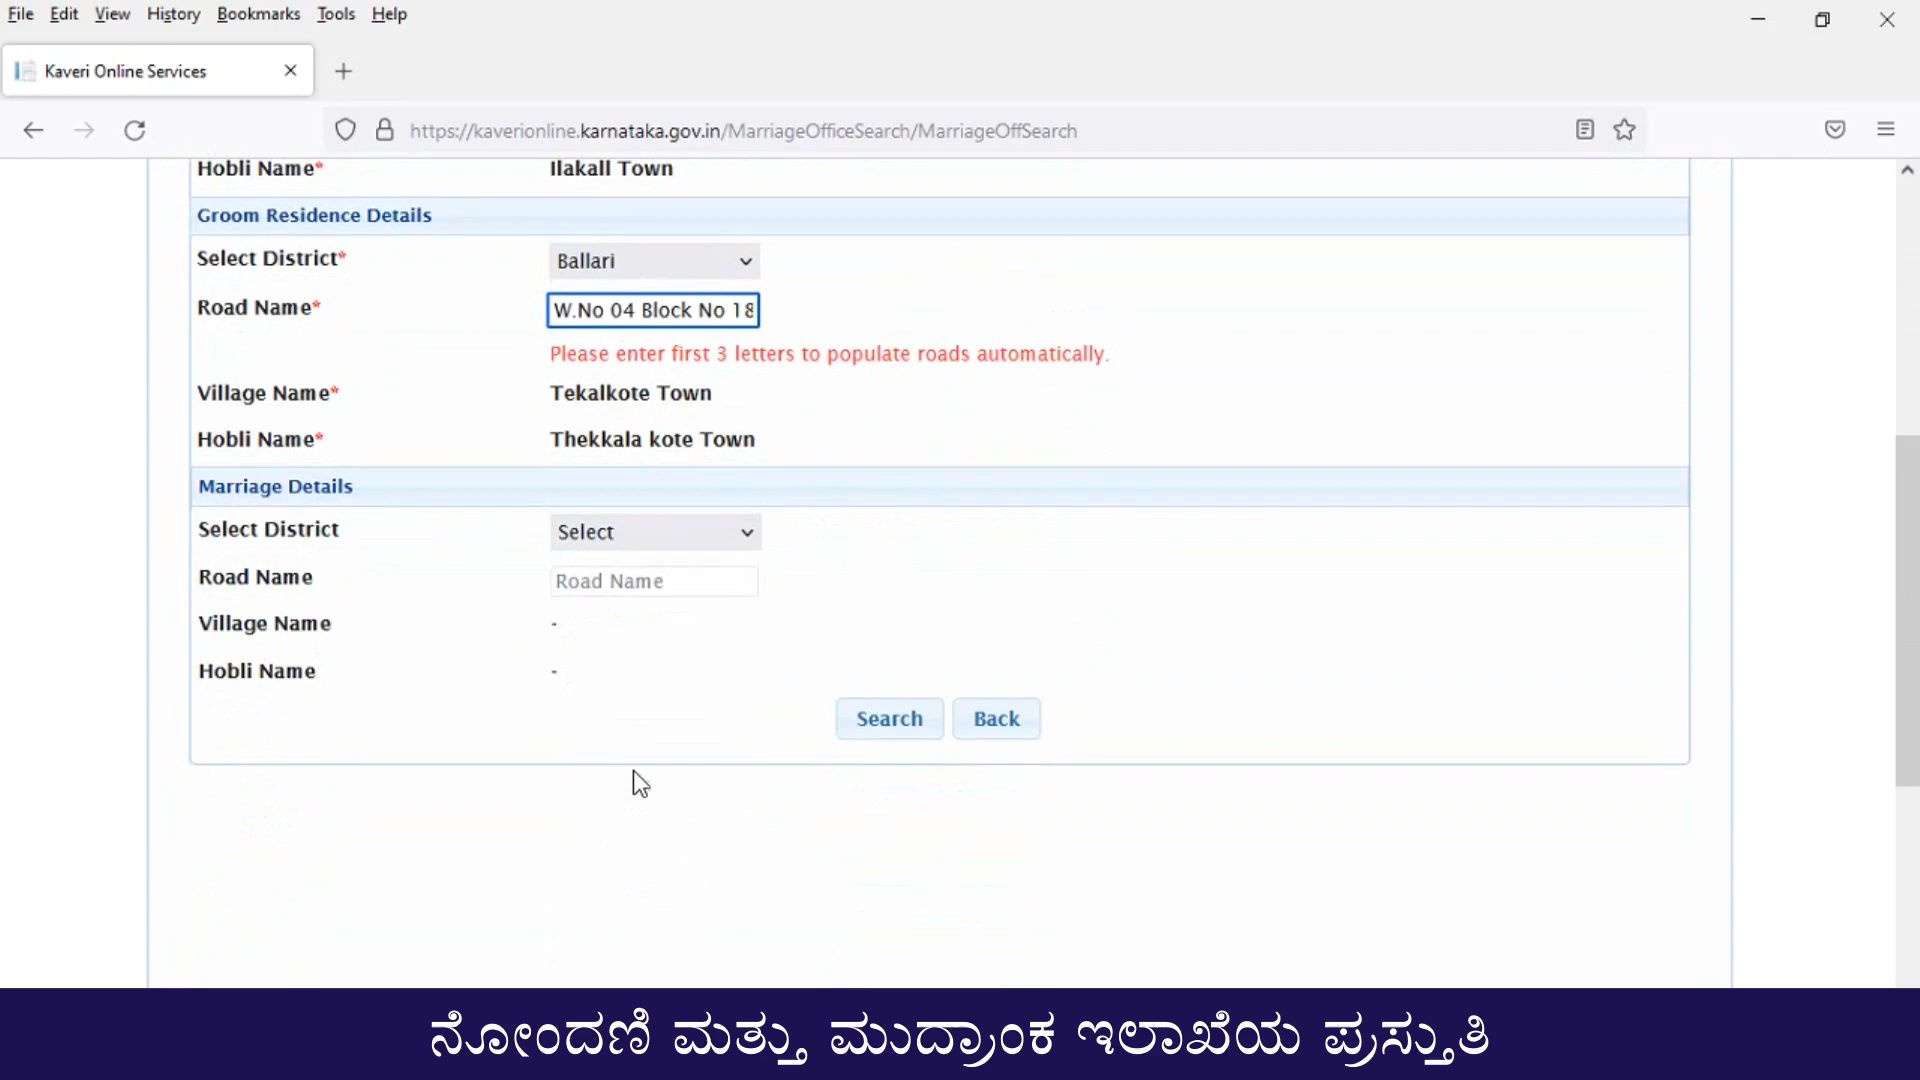 File Edit View History Bookmarks Tools Help
Kaveri Online Services
https://kaverionline.karnataka.gov.in/MarriageOfficeSearch/MarriageOffSearch
Hobli Name* Ilakall Town
Groom Residence Details
Select District* Ballari
Road Name* W.No 04 Block No 18
Please enter first 3 letters to populate roads automatically.
Village Name* Tekalkote Town
Hobli Name* Thekkala kote Town
Marriage Details
Select District Select
Road Name Road Name
Village Name -
Hobli Name -
Search Back
ನೋಂದಣಿ ಮತ್ತು ಮುದ್ರಾಂಕ ಇಲಾಖೆಯ ಪ್ರಸ್ತುತಿ